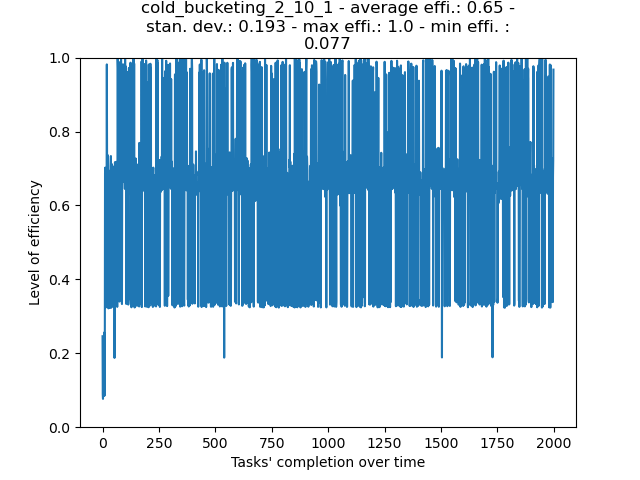 cold_bucketing_2_10_1 - average effi.: 0.65 -
stan. dev.: 0.193 - max effi.: 1.0 - min effi. :
0.077
1.0
0.8
0.6
0.4
0.2
0.0
Level of efficiency
0 250 500 750 1000 1250 1500 1750 2000
Tasks' completion over time